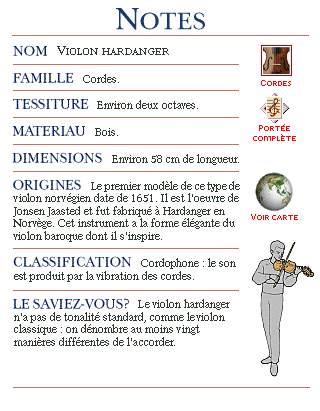 NOTES
NOM VIOLON HARDANGER
FAMILLE Cordes.
TESSITURE Environ deux octaves.
MATERIAU Bois.
DIMENSIONS Environ 58 cm de longueur.
ORIGINES Le premier modèle de ce type de
violon norvégien date de 1651. Il est l'oeuvre de
Jonsen Jaasted et fut fabriqué à Hardanger en
Norvège. Cet instrument a la forme élégante du
violon baroque dont il s'inspire.
CLASSIFICATION Cordophone : le son
est produit par la vibration des cordes.
LE SAVIEZ-VOUS? Le violon hardanger
n'a pas de tonalité standard, comme le violon
classique : on dénombre au moins vingt
manières différentes de l'accorder.
CORDES
PORTÉE
COMPLÈTE
VOIR CARTE